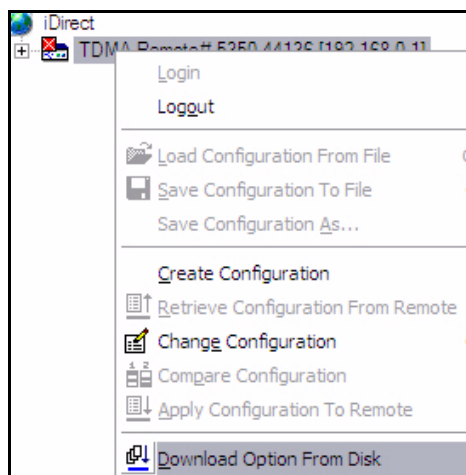 iDirect
TDMA Remote# 5350.44136 [192.168.0.1]
Login
Logout
Load Configuration From File
Save Configuration To File
Save Configuration As...
Create Configuration
Retrieve Configuration From Remote
Change Configuration
1 2
Compare Configuration
Apply Configuration To Remote
Download Option From Disk